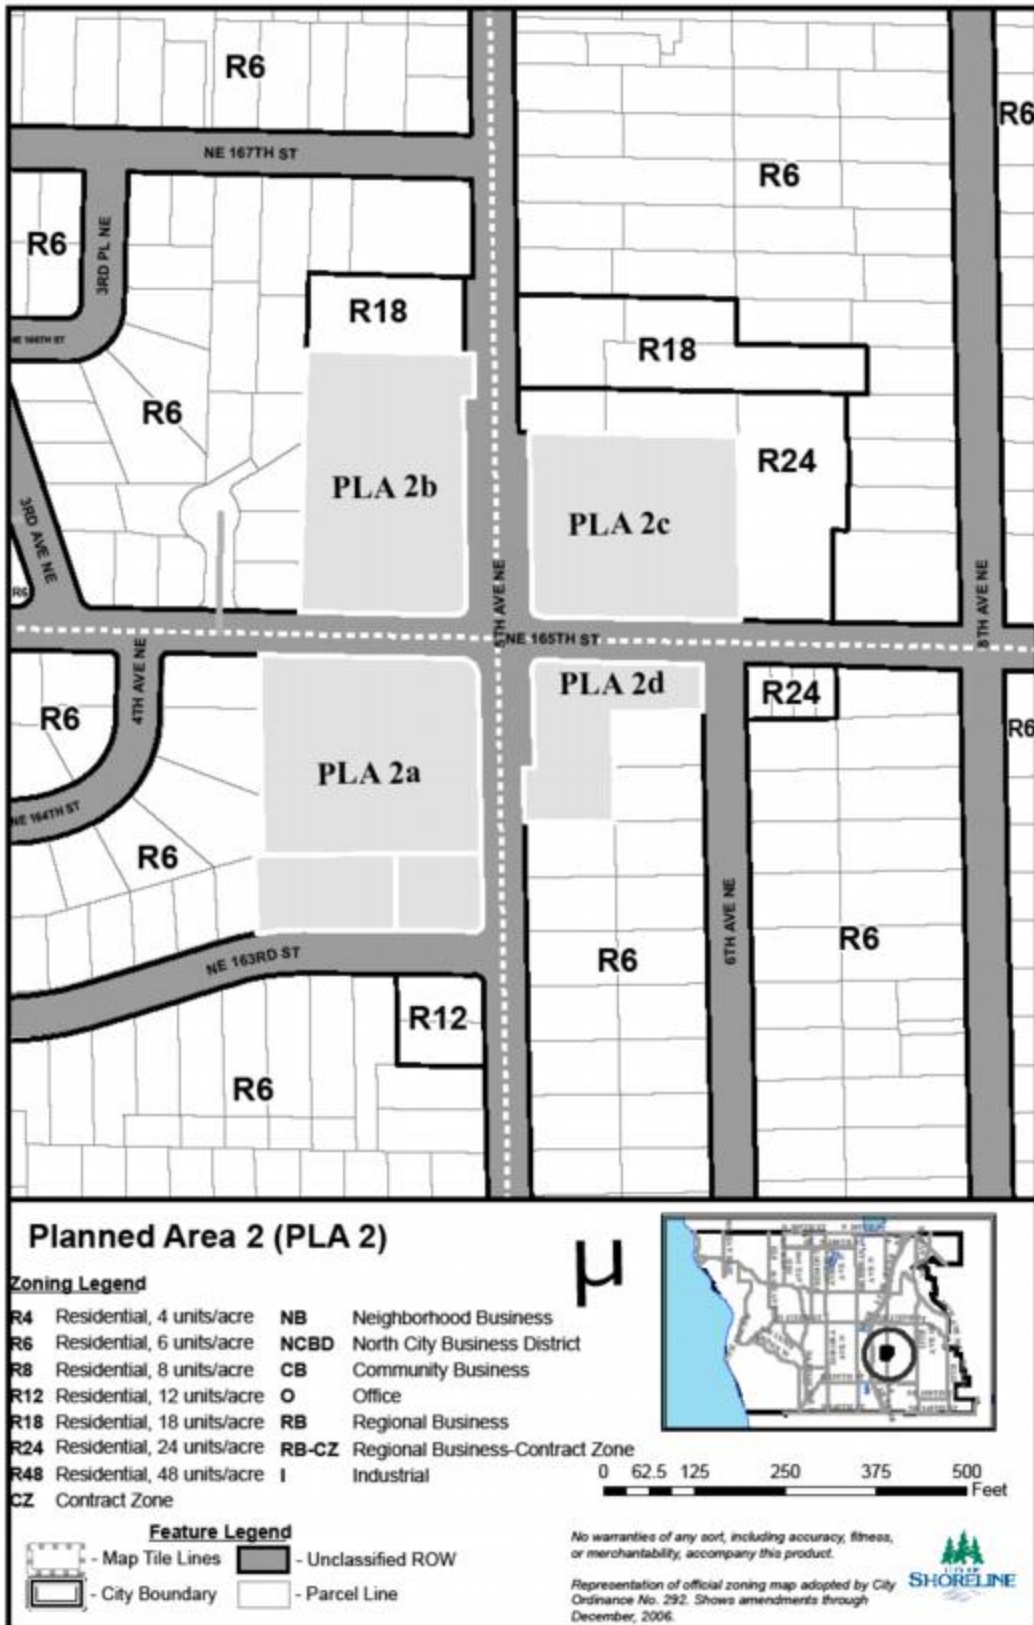 R6
R6
NE 167TH ST
R6
R6
3RD PL NE
R18
NE 166TH ST
R18
R6
R24
PLA 2b
PLA 2c
3RD AVE NE
R6
5TH AVE NE
8TH AVE NE
NE 165TH ST
4TH AVE NE
PLA 2d
R24
R6
R6
PLA 2a
NE 164TH ST
R6
6TH AVE NE
R6
R6
NE 163RD ST
R12
R6
Planned Area 2 (PLA 2)
µ
Zoning Legend
R4 Residential, 4 units/acre NB Neighborhood Business
R6 Residential, 6 units/acre NCBD North City Business District
R8 Residential, 8 units/acre CB Community Business
R12 Residential, 12 units/acre O Office
R18 Residential, 18 units/acre RB Regional Business
R24 Residential, 24 units/acre RB-CZ Regional Business-Contract Zone
R48 Residential, 48 units/acre I Industrial
CZ Contract Zone
0 62.5 125 250 375 500
Feet
Feature Legend
- Map Tile Lines - Unclassified ROW
- City Boundary - Parcel Line
No warranties of any sort, including accuracy, fitness,
or merchantability, accompany this product.
Representation of official zoning map adopted by City
Ordinance No. 292. Shows amendments through
December, 2006.
CITY OF
SHORELINE